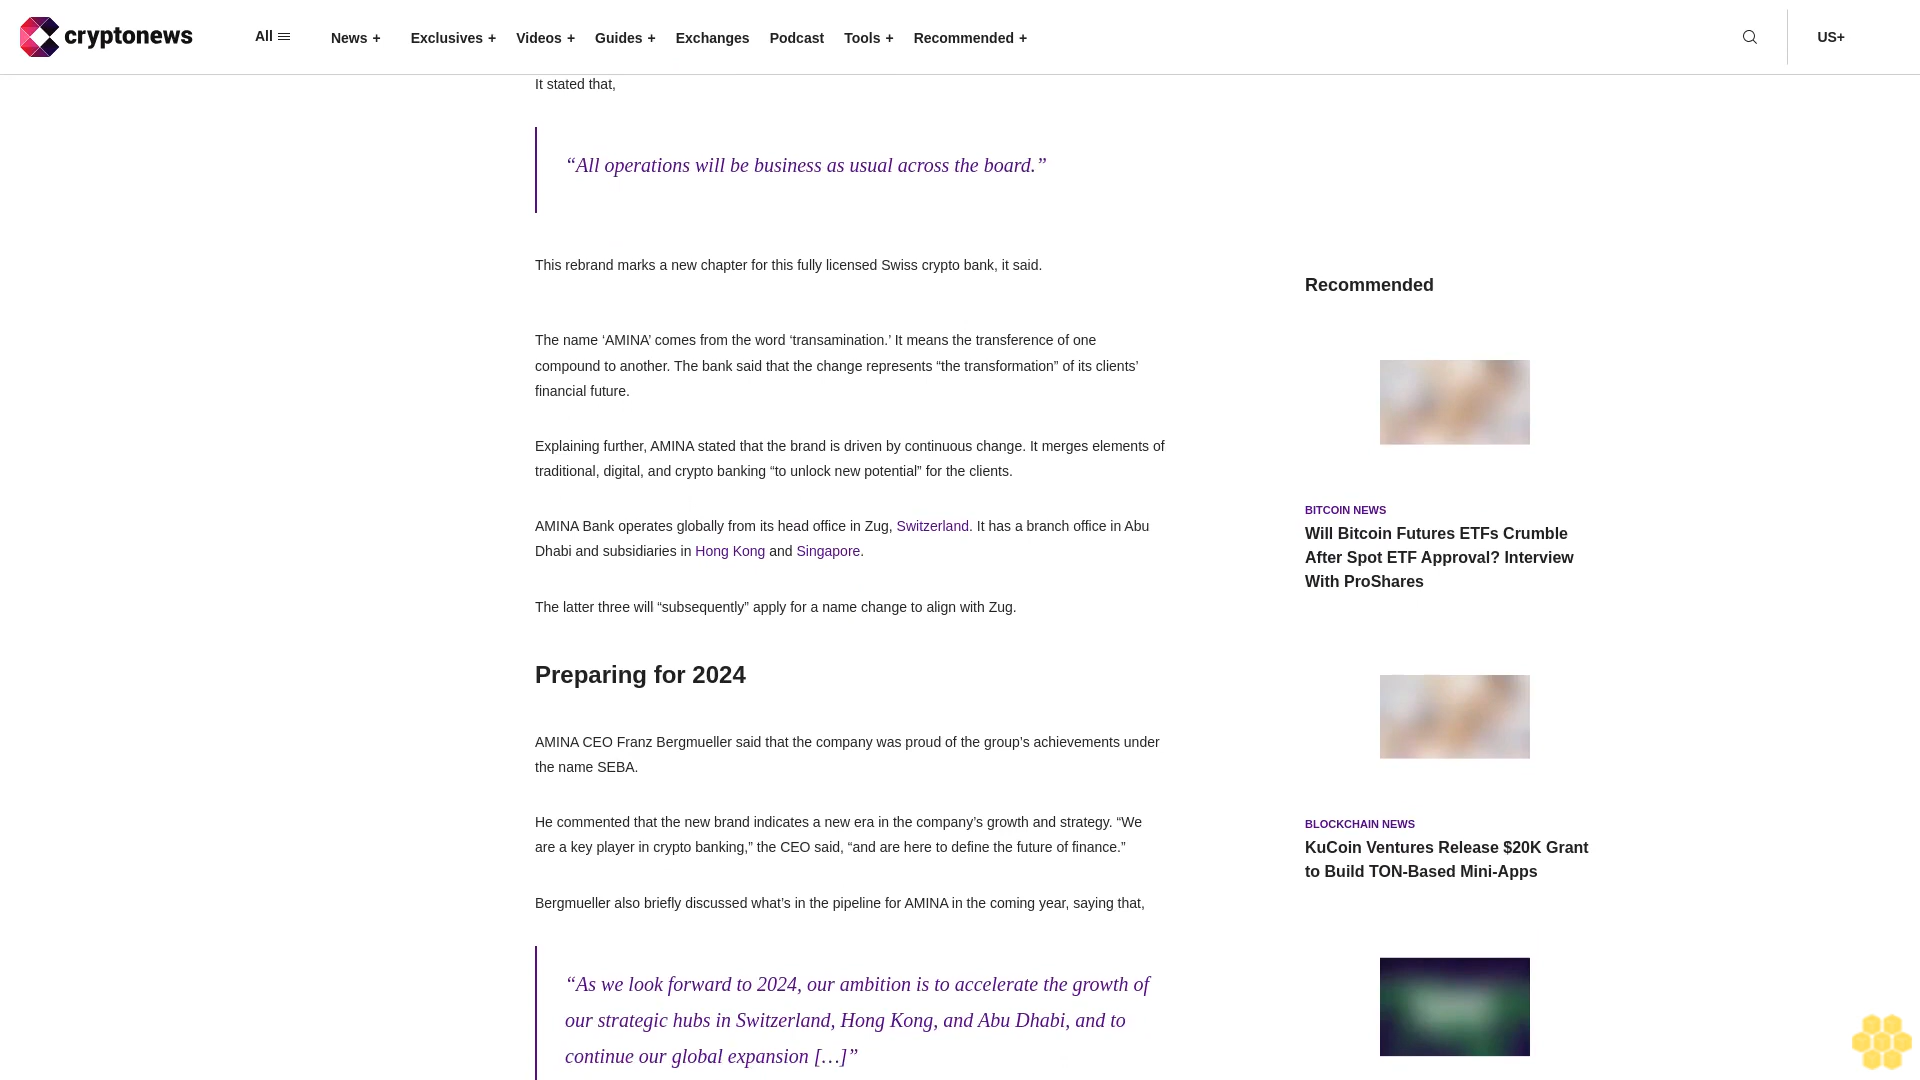 cryptonews
All
News +
Exclusives +
Videos +
Guides +
Exchanges
Podcast
Tools +
Recommended +
US+
It stated that,
“All operations will be business as usual across the board.”
This rebrand marks a new chapter for this fully licensed Swiss crypto bank, it said.
The name ‘AMINA’ comes from the word ‘transamination.’ It means the transference of one
compound to another. The bank said that the change represents “the transformation” of its clients’
financial future.
Explaining further, AMINA stated that the brand is driven by continuous change. It merges elements of
traditional, digital, and crypto banking “to unlock new potential” for the clients.
AMINA Bank operates globally from its head office in Zug, Switzerland. It has a branch office in Abu
Dhabi and subsidiaries in Hong Kong and Singapore.
The latter three will “subsequently” apply for a name change to align with Zug.
Preparing for 2024
AMINA CEO Franz Bergmueller said that the company was proud of the group’s achievements under
the name SEBA.
He commented that the new brand indicates a new era in the company’s growth and strategy. “We
are a key player in crypto banking,” the CEO said, “and are here to define the future of finance.”
Bergmueller also briefly discussed what’s in the pipeline for AMINA in the coming year, saying that,
“As we look forward to 2024, our ambition is to accelerate the growth of
our strategic hubs in Switzerland, Hong Kong, and Abu Dhabi, and to
continue our global expansion […]”
Recommended
BITCOIN NEWS
Will Bitcoin Futures ETFs Crumble
After Spot ETF Approval? Interview
With ProShares
BLOCKCHAIN NEWS
KuCoin Ventures Release $20K Grant
to Build TON-Based Mini-Apps